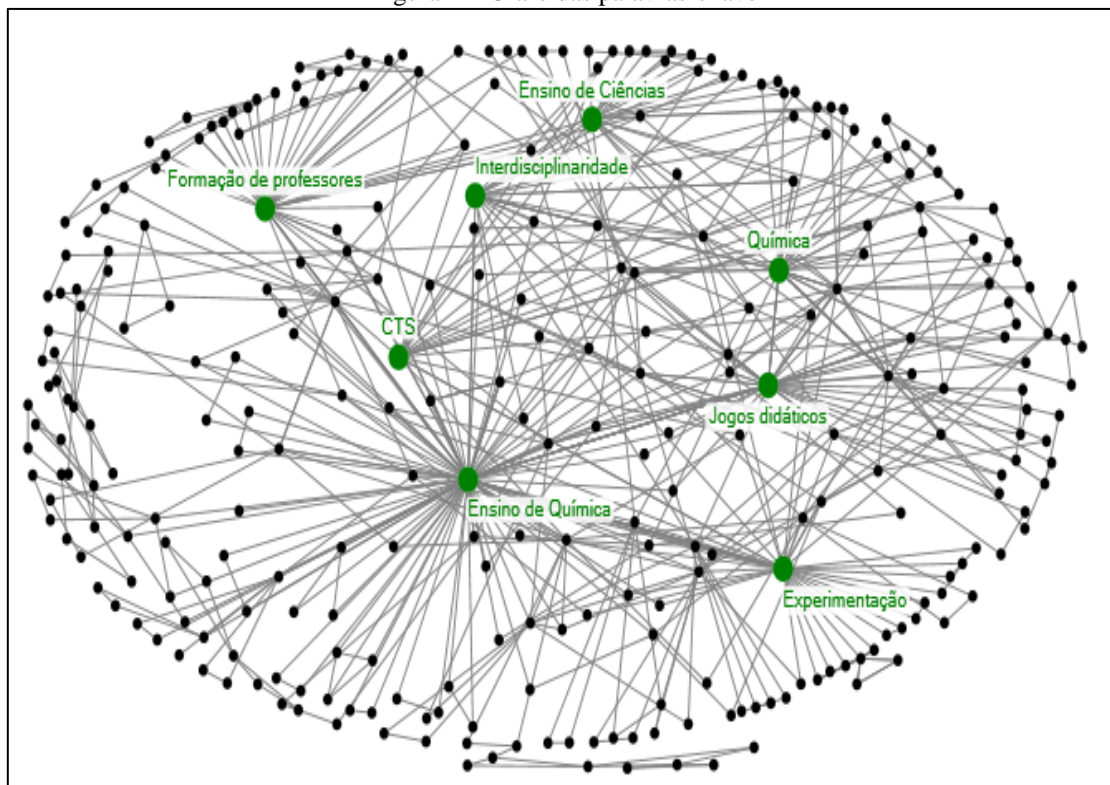 Ensino de Ciências
Interdisciplinaridade
Formação de professores
Química
CTS
Jogos didáticos
Ensino de Química
Experimentação